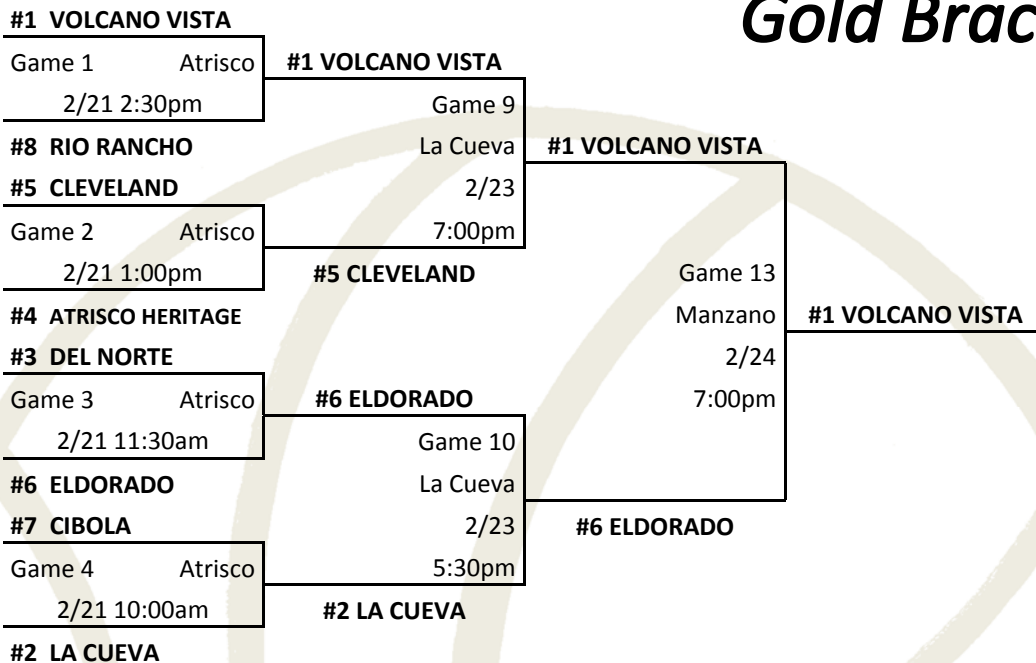 Gold Brac
#1 VOLCANO VISTA
Game 1 Atrisco
2/21 2:30pm
#8 RIO RANCHO
#5 CLEVELAND
Game 2 Atrisco
2/21 1:00pm
#4 ATRISCO HERITAGE
#3 DEL NORTE
Game 3 Atrisco
2/21 11:30am
#6 ELDORADO
#7 CIBOLA
Game 4 Atrisco
2/21 10:00am
#2 LA CUEVA
#1 VOLCANO VISTA
Game 9
La Cueva
2/23
7:00pm
#5 CLEVELAND
#6 ELDORADO
Game 10
La Cueva
2/23
5:30pm
#2 LA CUEVA
#1 VOLCANO VISTA
Game 13
Manzano
2/24
7:00pm
#6 ELDORADO
#1 VOLCANO VISTA